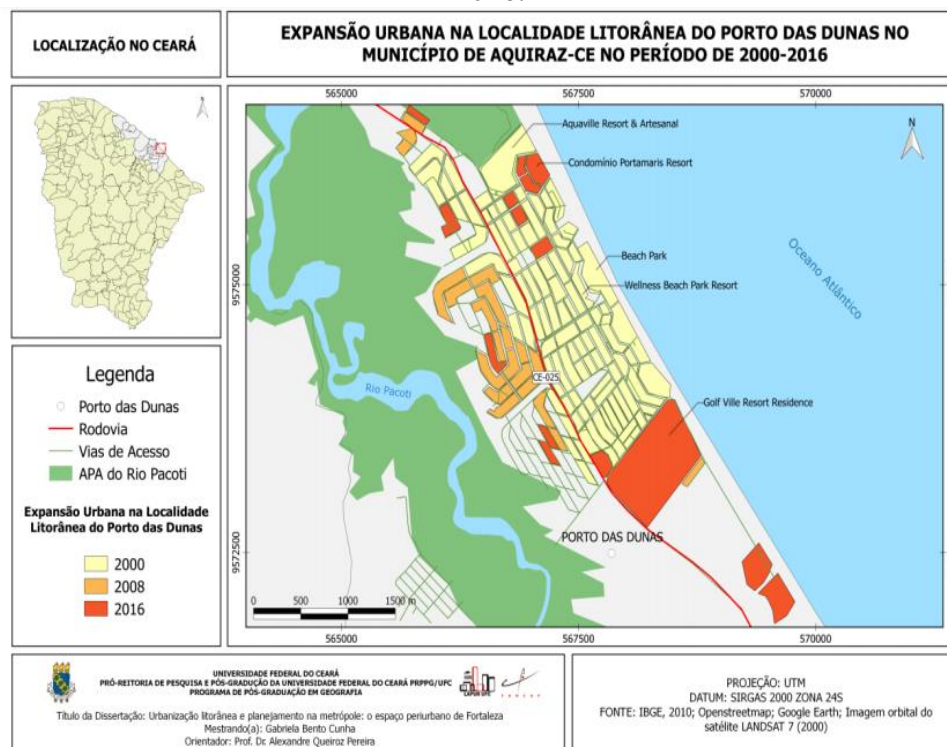 LOCALIZAÇÃO NO CEARÁ
EXPANSÃO URBANA NA LOCALIDADE LITORÂNEA DO PORTO DAS DUNAS NO
MUNICÍPIO DE AQUIRAZ-CE NO PERÍODO DE 2000-2016
565000
567500
570000
N
Aquaville Resort & Artesanal
Condomínio Portamaris Resort
Beach Park
Wellness Beach Park Resort
Oceano Atlântico
9575000
Rio Pacoti
CE-025
Golf Ville Resort Residence
PORTO DAS DUNAS
9572500
0 500 1000 1500 m
565000
567500
570000
Legenda
Porto das Dunas
Rodovia
Vias de Acesso
APA do Rio Pacoti
Expansão Urbana na Localidade
Litorânea do Porto das Dunas
2000
2008
2016
UNIVERSIDADE FEDERAL DO CEARÁ
PRÓ-REITORIA DE PESQUISA E PÓS-GRADUAÇÃO DA UNIVERSIDADE FEDERAL DO CEARÁ PRPPG/UFC
PROGRAMA DE PÓS-GRADUAÇÃO EM GEOGRAFIA
Título da Dissertação: Urbanização litorânea e planejamento na metrópole: o espaço periurbano de Fortaleza
Mestrando(a): Gabriela Bento Cunha
Orientador: Prof. Dr. Alexandre Queiroz Pereira
LAPUR UFC
FUNCAP
PROJEÇÃO: UTM
DATUM: SIRGAS 2000 ZONA 24S
FONTE: IBGE, 2010; Openstreetmap; Google Earth; Imagem orbital do
satélite LANDSAT 7 (2000)